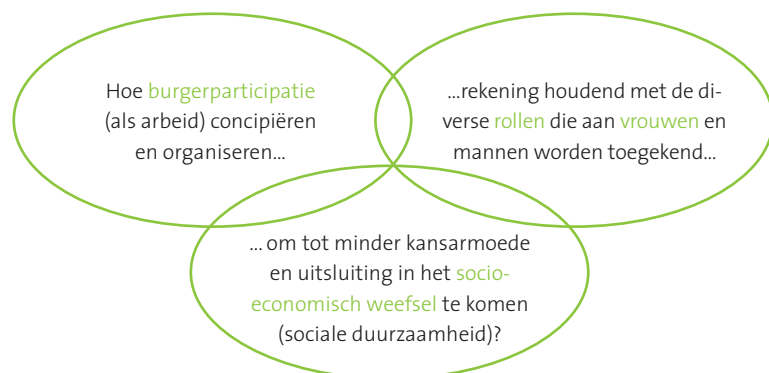 Hoe burgerparticipatie
(als arbeid) concipiëren
en organiseren...
...rekening houdend met de di-
verse rollen die aan vrouwen en
mannen worden toegekend...
... om tot minder kansarmoede
en uitsluiting in het socio-
economisch weefsel te komen
(sociale duurzaamheid)?